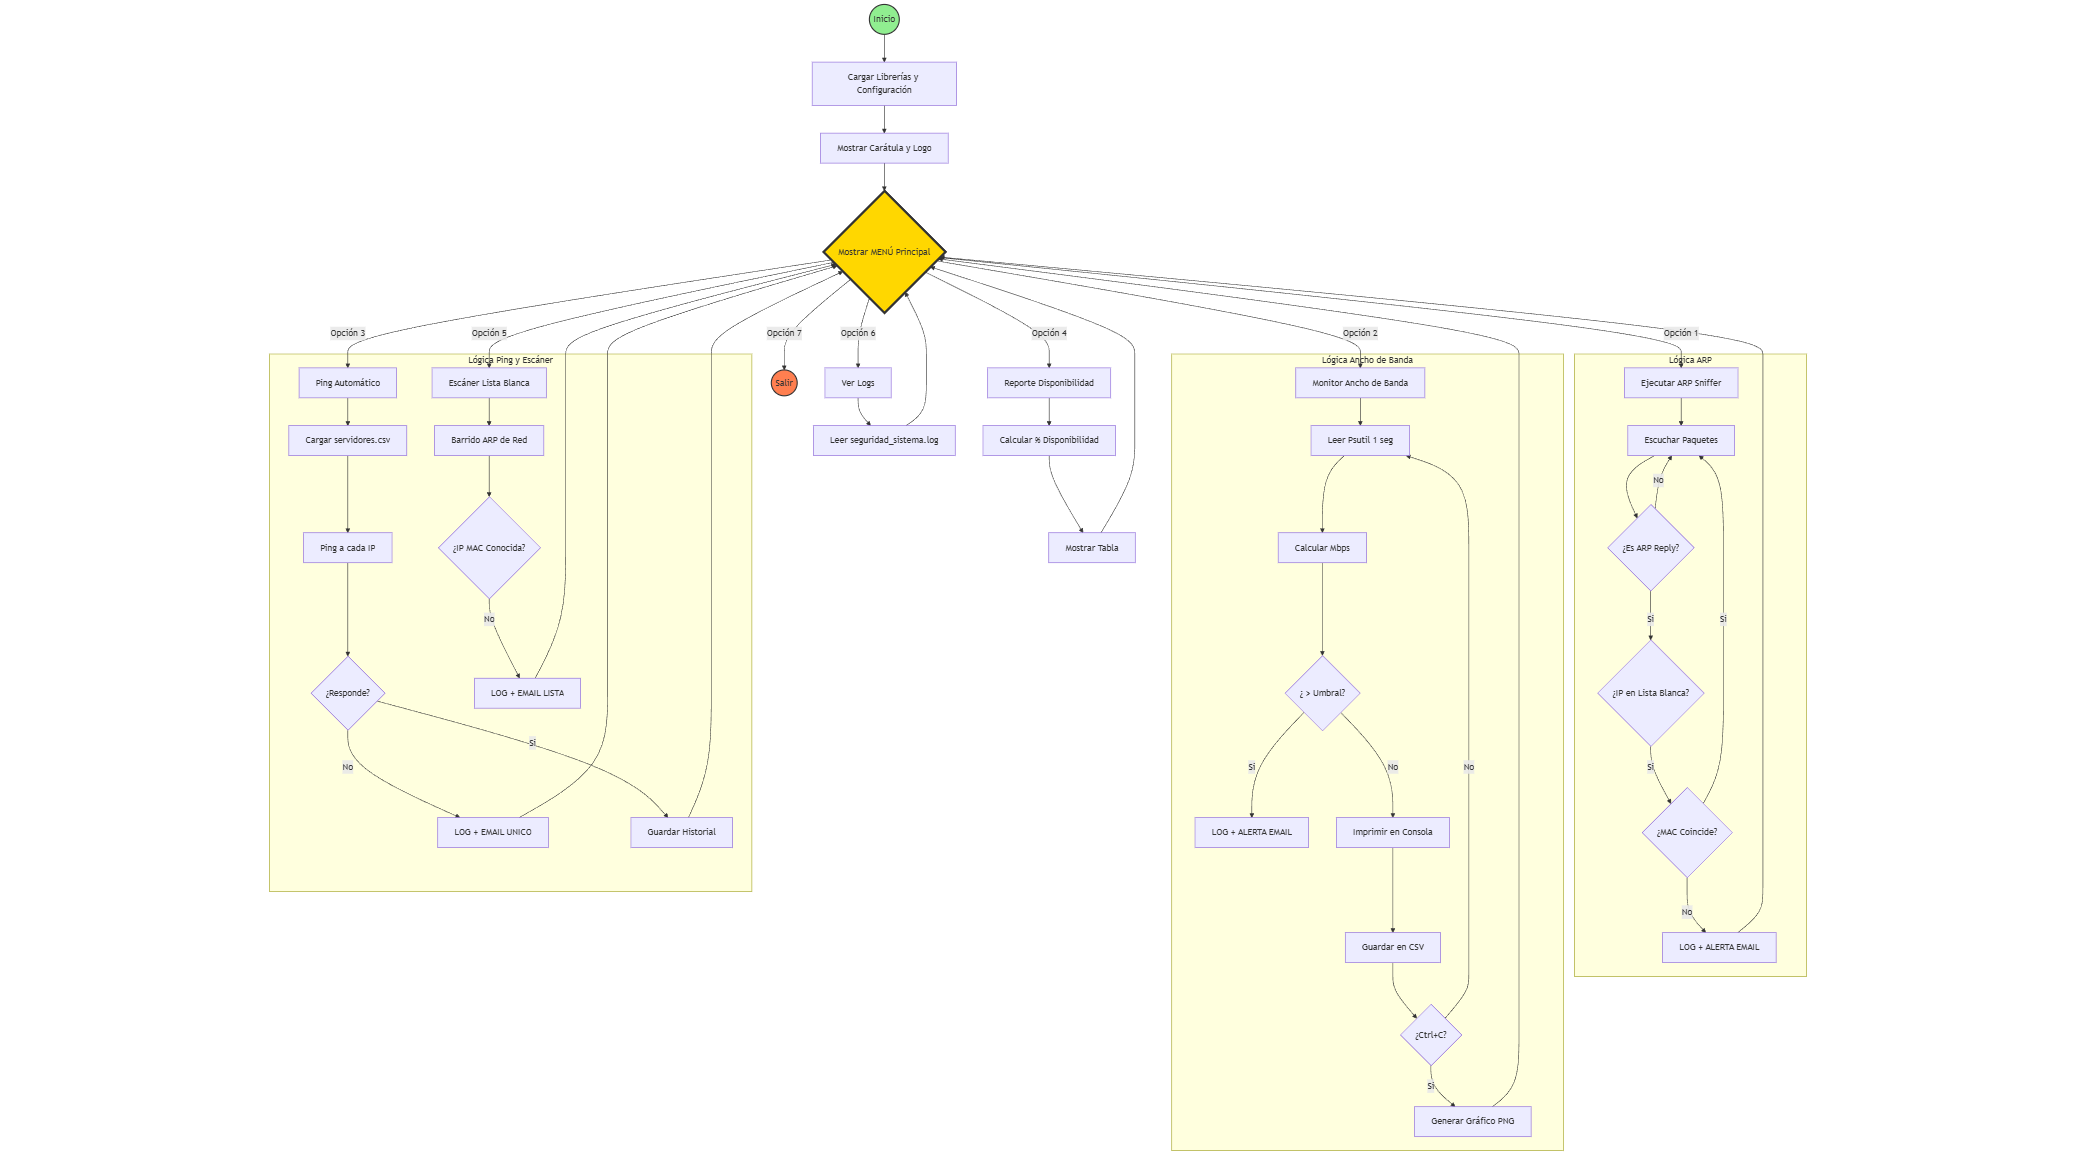 Inicio
Cargar Librerías y
Configuración
Mostrar Carátula y Logo
Mostrar MENÚ Principal
Opción 3
Opción 5
Opción 7
Opción 6
Opción 4
Opción 2
Opción 1
Lógica Ping y Escáner
Lógica Ancho de Banda
Lógica ARP
Ping Automático
Escáner Lista Blanca
Salir
Ver Logs
Reporte Disponibilidad
Monitor Ancho de Banda
Ejecutar ARP Sniffer
Cargar servidores.csv
Barrido ARP de Red
Leer seguridad_sistema.log
Calcular % Disponibilidad
Leer Psutil 1 seg
Escuchar Paquetes
No
Ping a cada IP
¿IP MAC Conocida?
Mostrar Tabla
Calcular Mbps
¿Es ARP Reply?
No
Si
Si
¿Responde?
LOG + EMAIL LISTA
¿ > Umbral?
¿IP en Lista Blanca?
Si
No
Si
No
No
Si
LOG + EMAIL UNICO
Guardar Historial
LOG + ALERTA EMAIL
Imprimir en Consola
¿MAC Coincide?
No
Guardar en CSV
LOG + ALERTA EMAIL
¿Ctrl+C?
Si
Generar Gráfico PNG